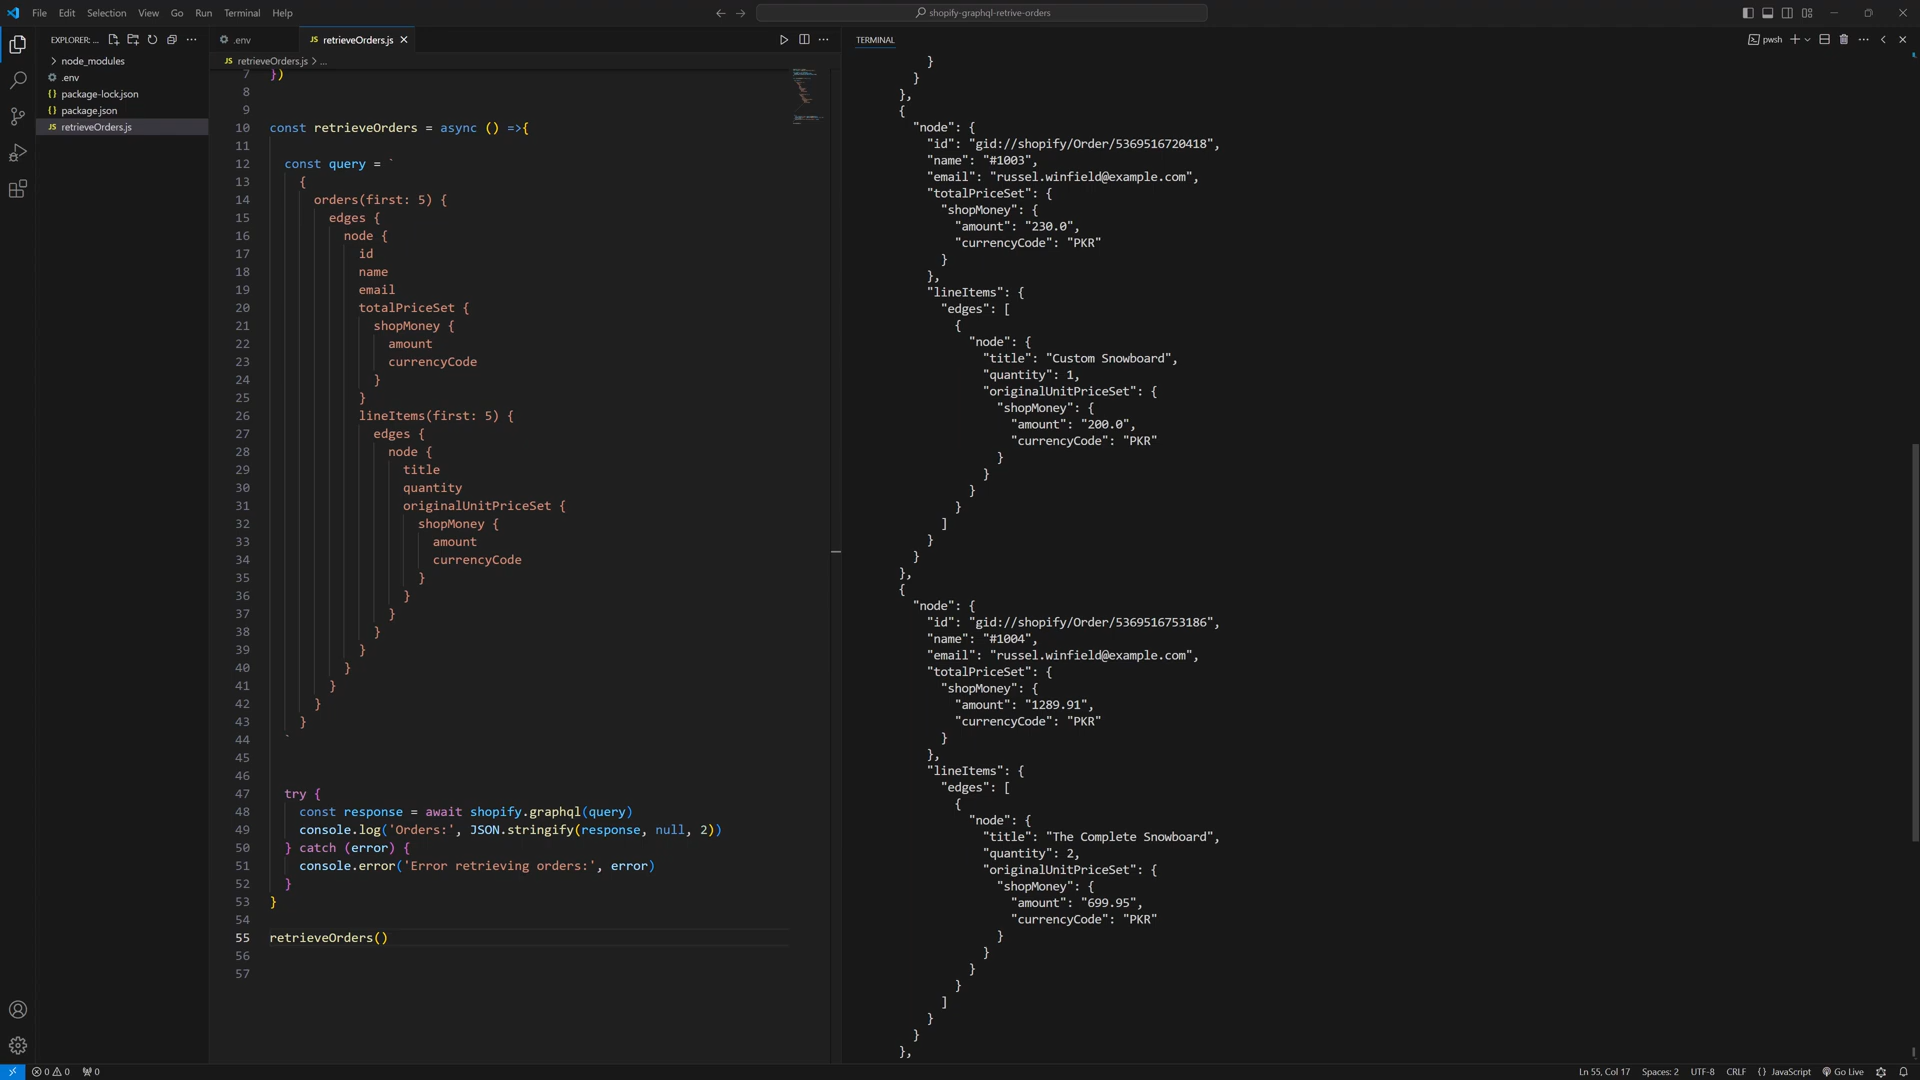 File Edit Selection View Go Run Terminal Help
shopify-graphql-retrive-orders
EXPLORER: ...
node_modules
.env
package-lock.json
package.json
retrieveOrders.js
.env
JS retrieveOrders.js
JS retrieveOrders.js > ...
7 })
8
9
10 const retrieveOrders = async () =>{
11
12 const query = `
13 {
14 orders(first: 5) {
15 edges {
16 node {
17 id
18 name
19 email
20 totalPriceSet {
21 shopMoney {
22 amount
23 currencyCode
24 }
25 }
26 lineItems(first: 5) {
27 edges {
28 node {
29 title
30 quantity
31 originalUnitPriceSet {
32 shopMoney {
33 amount
34 currencyCode
35 }
36 }
37 }
38 }
39 }
40 }
41 }
42 }
43 }
44 `
45
46
47 try {
48 const response = await shopify.graphql(query)
49 console.log('Orders:', JSON.stringify(response, null, 2))
50 } catch (error) {
51 console.error('Error retrieving orders:', error)
52 }
53 }
54
55 retrieveOrders()
56
57
TERMINAL
pwsh
}
}
},
{
"node": {
"id": "gid://shopify/Order/5369516720418",
"name": "#1003",
"email": "russel.winfield@example.com",
"totalPriceSet": {
"shopMoney": {
"amount": "230.0",
"currencyCode": "PKR"
}
},
"lineItems": {
"edges": [
{
"node": {
"title": "Custom Snowboard",
"quantity": 1,
"originalUnitPriceSet": {
"shopMoney": {
"amount": "200.0",
"currencyCode": "PKR"
}
}
}
}
]
}
}
},
{
"node": {
"id": "gid://shopify/Order/5369516753186",
"name": "#1004",
"email": "russel.winfield@example.com",
"totalPriceSet": {
"shopMoney": {
"amount": "1289.91",
"currencyCode": "PKR"
}
},
"lineItems": {
"edges": [
{
"node": {
"title": "The Complete Snowboard",
"quantity": 2,
"originalUnitPriceSet": {
"shopMoney": {
"amount": "699.95",
"currencyCode": "PKR"
}
}
}
}
]
}
}
},
0 0 0
Ln 55, Col 17 Spaces: 2 UTF-8 CRLF {} JavaScript Go Live